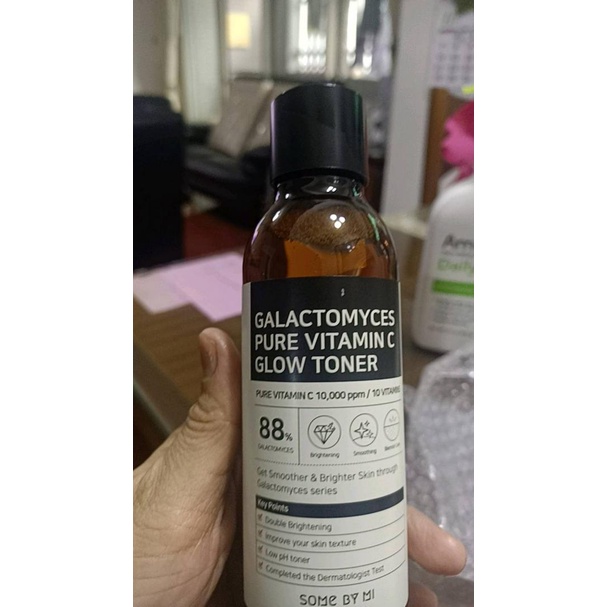 GALACTOMYCES
PURE VITAMIN C
GLOW TONER
PURE VITAMIN C 10,000 ppm / 10 VITAMINS
88%
GALACTOMYCES
Brightening
Smoothing
Get Smoother & Brighter Skin through
Galactomyces series
Key Points
Double Brightening
Improve your skin texture
Low pH toner
Completed the Dermatologist Test
SOME BY MI
Daily